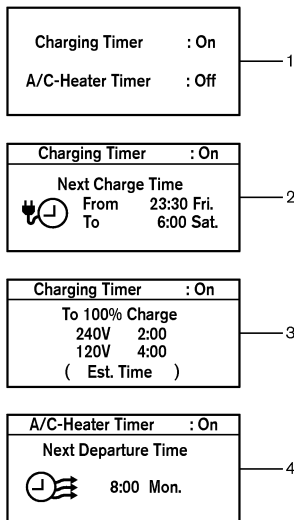 Charging Timer : On
A/C-Heater Timer : Off
1
Charging Timer : On
Next Charge Time
From 23:30 Fri.
To 6:00 Sat.
2
Charging Timer : On
To 100% Charge
240V 2:00
120V 4:00
( Est. Time )
3
A/C-Heater Timer : On
Next Departure Time
8:00 Mon.
4